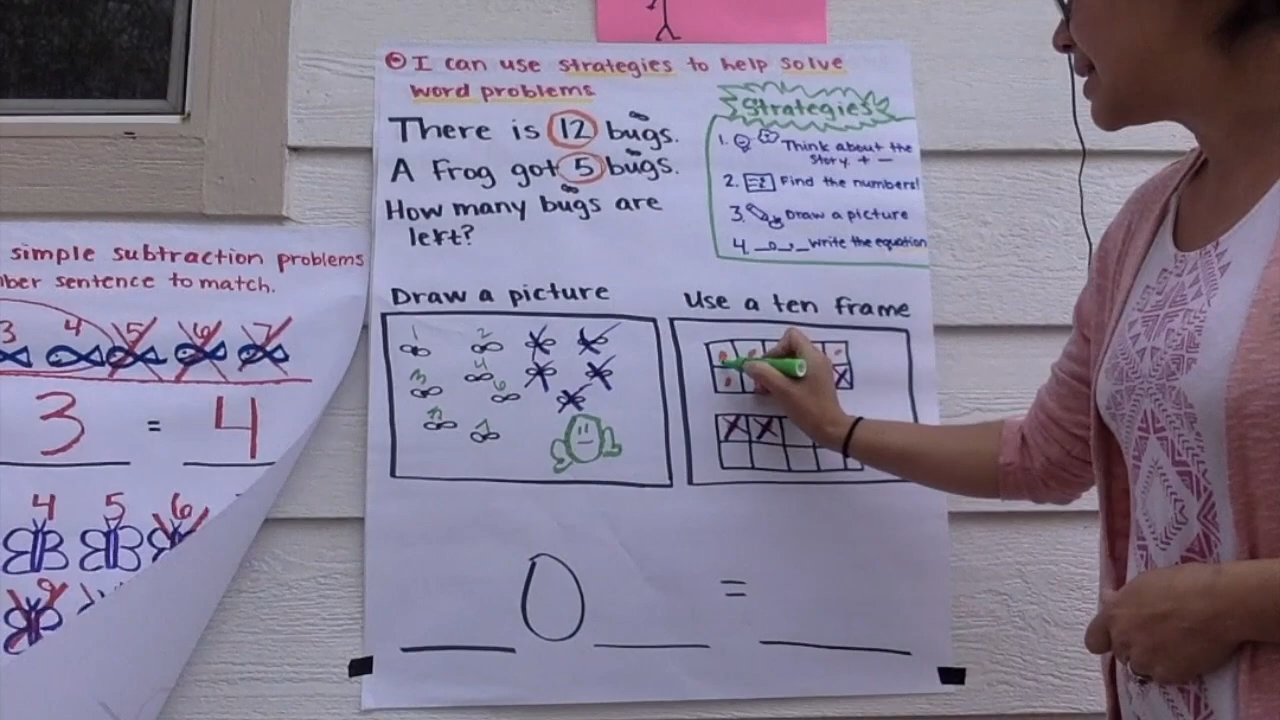 I can use strategies to help solve
word problems
There is 12 bugs.
A Frog got 5 bugs.
How many bugs are
left?
Strategies
1. Think about the
story + -
2. Find the numbers!
3. Draw a picture
4. _o_=_ write the equation
Draw a picture
1 2
3 4
6
Use a ten frame
X
X X
=
simple subtraction problems
ber sentence to match.
3 4 5 6 7
3 = 4
4 5 6